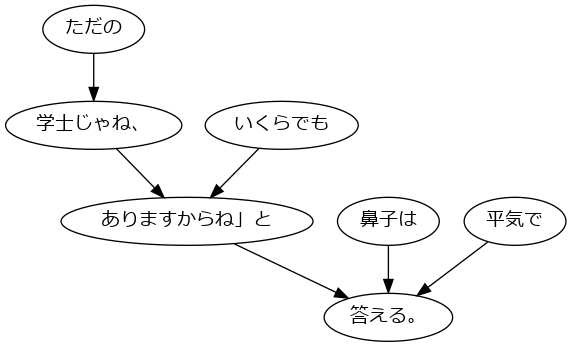 ただの
学士じゃね、
いくらでも
ありますからね」と
鼻子は
平気で
答える。